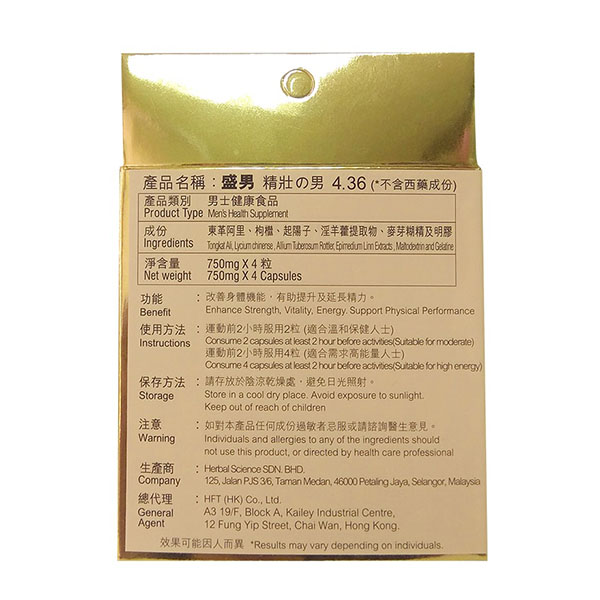 產品名稱：盛男 精壯の男 4.36 (*不含西藥成份)
產品類別 男士健康食品
Product Type Men's Health Supplement
成份 東革阿里、枸檵、起陽子、淫羊藿提取物、麥芽糊精及明膠
Ingredients Tongkat Ali, Lycium chinense , Allium Tuberosum Rottler, Epimedium Linn Extracts , Maltodextrin and Gelatine
淨含量 750mg X 4 粒
Net weight 750mg X 4 Capsules
功能 ：改善身體機能，有助提升及延長精力。
Benefit Enhance Strength, Vitality, Energy. Support Physical Performance
使用方法 ：運動前2小時服用2粒 (適合溫和保健人士)
Instructions Consume 2 capsules at least 2 hour before activities(Suitable for moderate)
運動前2小時服用4粒 (適合需求高能量人士)
Consume 4 capsules at least 2 hour before activities(Suitable for high energy)
保存方法 ：請存放於陰涼乾燥處，避免日光照射。
Storage Store in a cool dry place. Avoid exposure to sunlight.
Keep out of reach of children
注意 ：如對本產品任何成份過敏者忌服或請諮詢醫生意見。
Warning Individuals and allergies to any of the ingredients should
not use this product, or directed by health care professional
生產商 ：Herbal Science SDN. BHD.
Company 125, Jalan PJS 3/6, Taman Medan, 46000 Petaling Jaya, Selangor, Malaysia
總代理 ：HFT (HK) Co., Ltd.
General A3 19/F, Block A, Kailey Industrial Centre,
Agent 12 Fung Yip Street, Chai Wan, Hong Kong.
效果可能因人而異 *Results may vary depending on individuals.